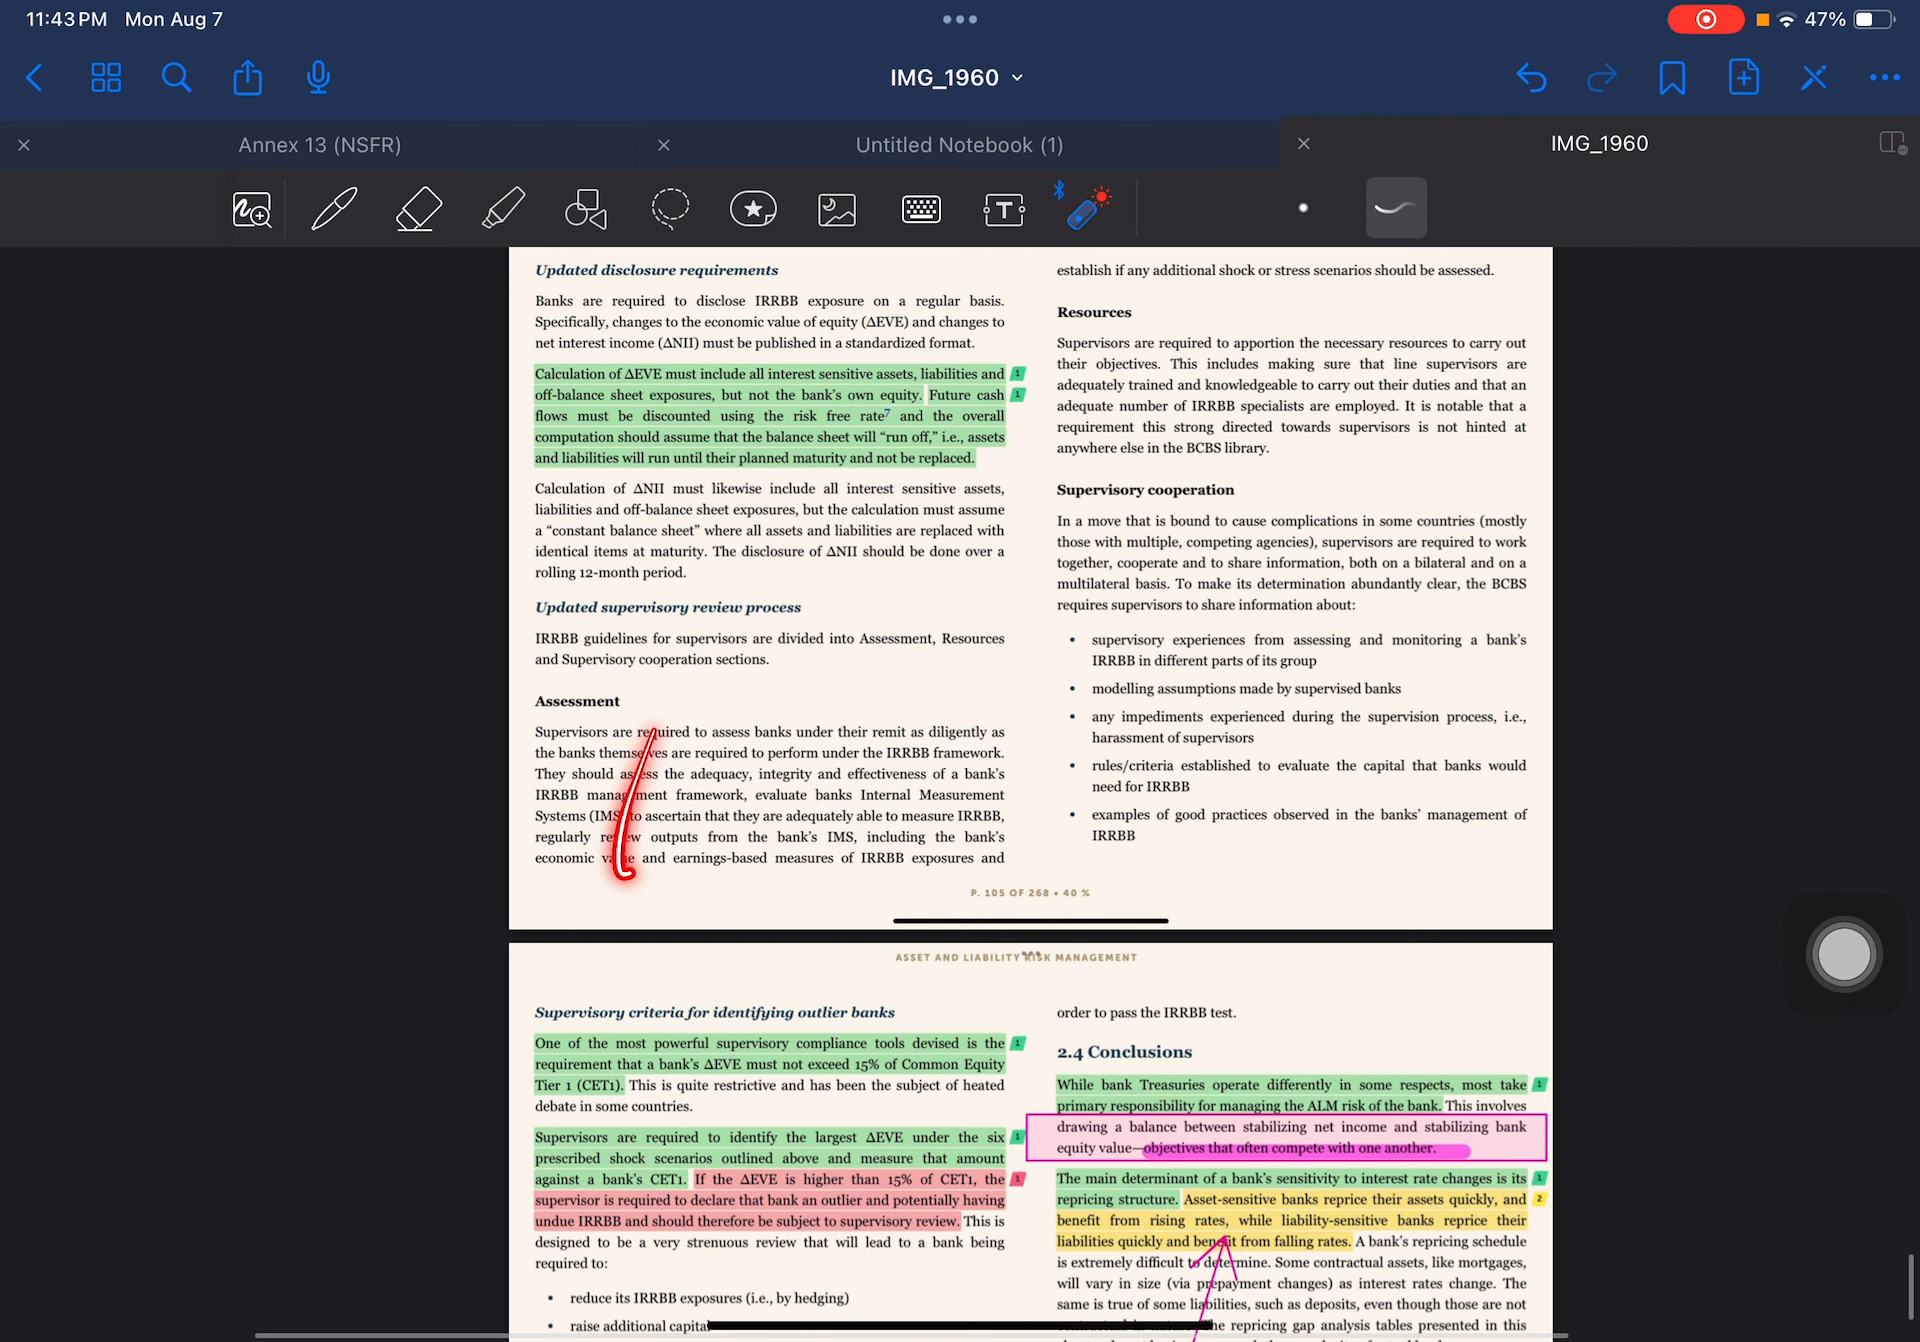 11:43 PM Mon Aug 7
47%
IMG_1960
Annex 13 (NSFR)
Untitled Notebook (1)
IMG_1960
T
Updated disclosure requirements
Banks are required to disclose IRRBB exposure on a regular basis.
Specifically, changes to the economic value of equity (ΔEVE) and changes to
net interest income (ΔNII) must be published in a standardized format.
Calculation of ΔEVE must include all interest sensitive assets, liabilities and 1
off-balance sheet exposures, but not the bank's own equity. Future cash 1
flows must be discounted using the risk free rate7 and the overall
computation should assume that the balance sheet will “run off,” i.e., assets
and liabilities will run until their planned maturity and not be replaced.
Calculation of ΔNII must likewise include all interest sensitive assets,
liabilities and off-balance sheet exposures, but the calculation must assume
a “constant balance sheet” where all assets and liabilities are replaced with
identical items at maturity. The disclosure of ΔNII should be done over a
rolling 12-month period.
Updated supervisory review process
IRRBB guidelines for supervisors are divided into Assessment, Resources
and Supervisory cooperation sections.
Assessment
Supervisors are required to assess banks under their remit as diligently as
the banks themselves are required to perform under the IRRBB framework.
They should assess the adequacy, integrity and effectiveness of a bank's
IRRBB management framework, evaluate banks Internal Measurement
Systems (IMS) to ascertain that they are adequately able to measure IRRBB,
regularly review outputs from the bank's IMS, including the bank's
economic value and earnings-based measures of IRRBB exposures and
establish if any additional shock or stress scenarios should be assessed.
Resources
Supervisors are required to apportion the necessary resources to carry out
their objectives. This includes making sure that line supervisors are
adequately trained and knowledgeable to carry out their duties and that an
adequate number of IRRBB specialists are employed. It is notable that a
requirement this strong directed towards supervisors is not hinted at
anywhere else in the BCBS library.
Supervisory cooperation
In a move that is bound to cause complications in some countries (mostly
those with multiple, competing agencies), supervisors are required to work
together, cooperate and to share information, both on a bilateral and on a
multilateral basis. To make its determination abundantly clear, the BCBS
requires supervisors to share information about:
• supervisory experiences from assessing and monitoring a bank's
IRRBB in different parts of its group
• modelling assumptions made by supervised banks
• any impediments experienced during the supervision process, i.e.,
harassment of supervisors
• rules/criteria established to evaluate the capital that banks would
need for IRRBB
• examples of good practices observed in the banks' management of
IRRBB
P. 105 OF 268 • 40 %
ASSET AND LIABILITY RISK MANAGEMENT
Supervisory criteria for identifying outlier banks
One of the most powerful supervisory compliance tools devised is the 1
requirement that a bank's ΔEVE must not exceed 15% of Common Equity
Tier 1 (CET1). This is quite restrictive and has been the subject of heated
debate in some countries.
Supervisors are required to identify the largest ΔEVE under the six 1
prescribed shock scenarios outlined above and measure that amount
against a bank's CET1. If the ΔEVE is higher than 15% of CET1, the 1
supervisor is required to declare that bank an outlier and potentially having
undue IRRBB and should therefore be subject to supervisory review. This is
designed to be a very strenuous review that will lead to a bank being
required to:
• reduce its IRRBB exposures (i.e., by hedging)
• raise additional capital
order to pass the IRRBB test.
2.4 Conclusions
While bank Treasuries operate differently in some respects, most take 1
primary responsibility for managing the ALM risk of the bank. This involves
drawing a balance between stabilizing net income and stabilizing bank
equity value—objectives that often compete with one another.
The main determinant of a bank's sensitivity to interest rate changes is its 1
repricing structure. Asset-sensitive banks reprice their assets quickly, and 2
benefit from rising rates, while liability-sensitive banks reprice their
liabilities quickly and benefit from falling rates. A bank's repricing schedule
is extremely difficult to determine. Some contractual assets, like mortgages,
will vary in size (via prepayment changes) as interest rates change. The
same is true of some liabilities, such as deposits, even though those are not
The repricing gap analysis tables presented in this